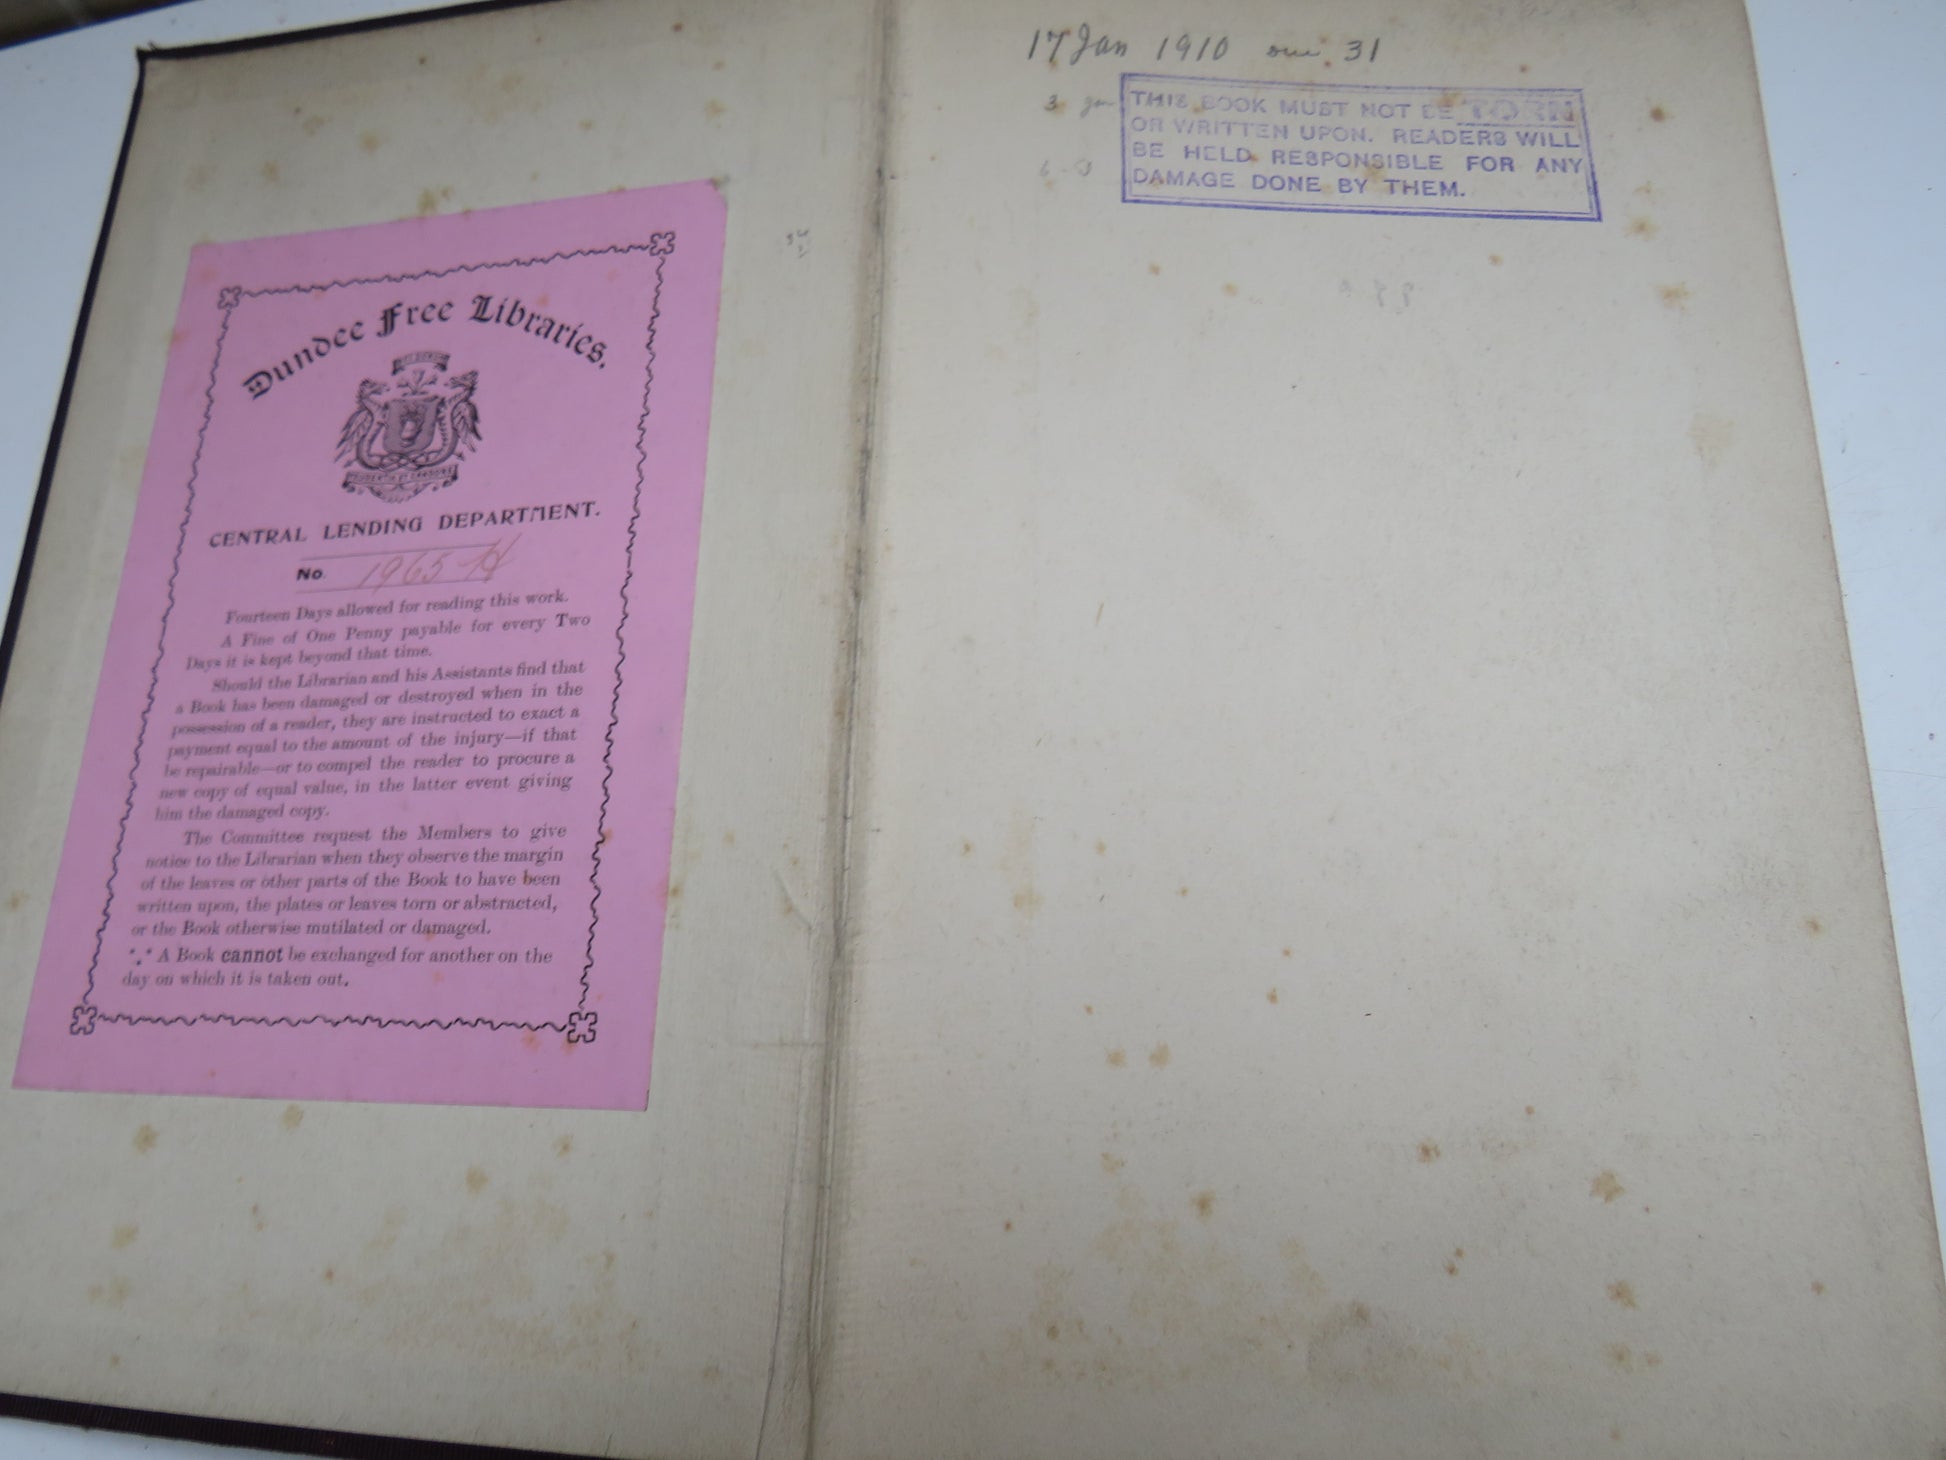 Dundee Free Libraries.
PRUDENTIA ET CANDORE
CENTRAL LENDING DEPARTMENT.
No. 1965 H
Fourteen Days allowed for reading this work.
A Fine of One Penny payable for every Two
Days it is kept beyond that time.
Should the Librarian and his Assistants find that
a Book has been damaged or destroyed when in the
possession of a reader, they are instructed to exact a
payment equal to the amount of the injury—if that
be repairable—or to compel the reader to procure a
new copy of equal value, in the latter event giving
him the damaged copy.
The Committee request the Members to give
notice to the Librarian when they observe the margin
of the leaves or other parts of the Book to have been
written upon, the plates or leaves torn or abstracted,
or the Book otherwise mutilated or damaged.
*.* A Book cannot be exchanged for another on the
day on which it is taken out.
17 Jan 1910 31
THIS BOOK MUST NOT BE TORN
OR WRITTEN UPON. READERS WILL
BE HELD RESPONSIBLE FOR ANY
DAMAGE DONE BY THEM.